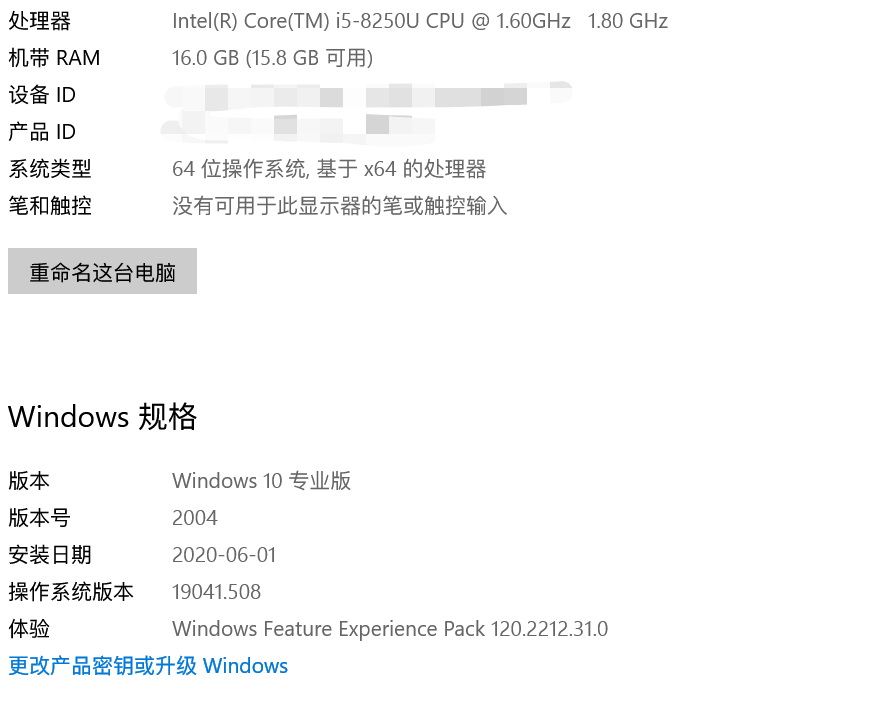 处理器 Intel(R) Core(TM) i5-8250U CPU @ 1.60GHz 1.80 GHz
机带 RAM 16.0 GB (15.8 GB 可用)
设备 ID
产品 ID
系统类型 64 位操作系统, 基于 x64 的处理器
笔和触控 没有可用于此显示器的笔或触控输入
重命名这台电脑
Windows 规格
版本 Windows 10 专业版
版本号 2004
安装日期 2020-06-01
操作系统版本 19041.508
体验 Windows Feature Experience Pack 120.2212.31.0
更改产品密钥或升级 Windows